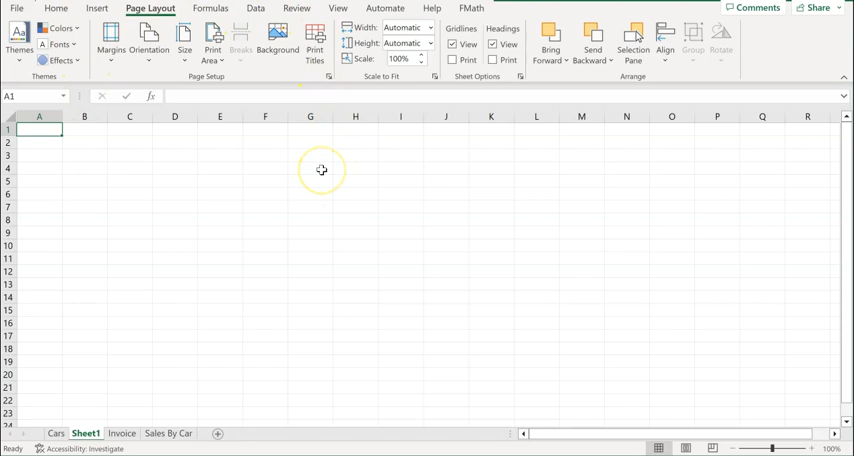 File Home Insert Page Layout Formulas Data Review View Automate Help FMath Comments Share
Themes
Colors
Fonts
Effects
Themes
Margins
Orientation
Size
Print
Area
Breaks
Background
Print
Titles
Page Setup
Width: Automatic
Height: Automatic
Scale: 100%
Scale to Fit
Gridlines Headings
View View
Print Print
Sheet Options
Bring
Forward
Send
Backward
Selection
Pane
Align
Group
Rotate
Arrange
A1 fx
A B C D E F G H I J K L M N O P Q R
1
2
3
4
5
6
7
8
9
10
11
12
13
14
15
16
17
18
19
20
21
22
23
24
Cars Sheet1 Invoice Sales By Car
Ready Accessibility: Investigate 100%